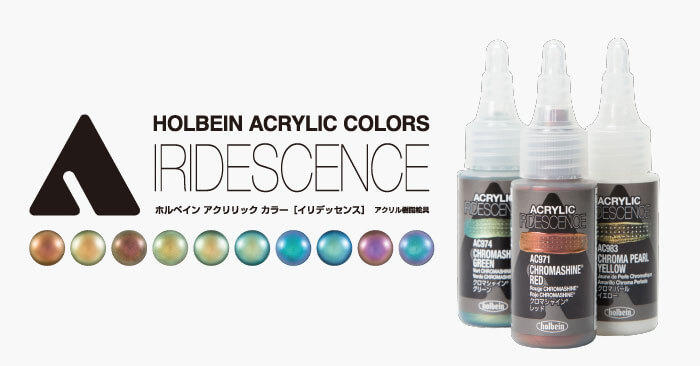 HOLBEIN ACRYLIC COLORS
IRIDESCENCE
ホルベイン アクリリック カラー［イリデッセンス］ アクリル樹脂絵具
ACRYLIC
IRIDESCENCE
AC974
(CHROMASHINE
GREEN
クロマシャイン®
グリーン
holbein
ACRYLIC
IRIDESCENCE
AC971
(CHROMASHINE®
RED)
Rouge CHROMASHINE®
Rojo CHROMASHINE®
クロマシャイン®
レッド
holbein
ACRYLIC
IRIDESCENCE
AC983
CHROMA PEARL
YELLOW
Jaune de Perle Chromatique
Amarillo Chroma Perlado
クロマ パール
イエロー
holbein